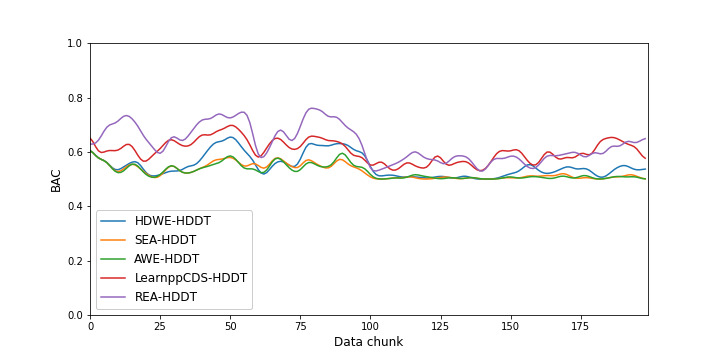 1.0
0.8
0.6
0.4
0.2
0.0
BAC
HDWE-HDDT
SEA-HDDT
AWE-HDDT
LearnppCDS-HDDT
REA-HDDT
0 25 50 75 100 125 150 175
Data chunk